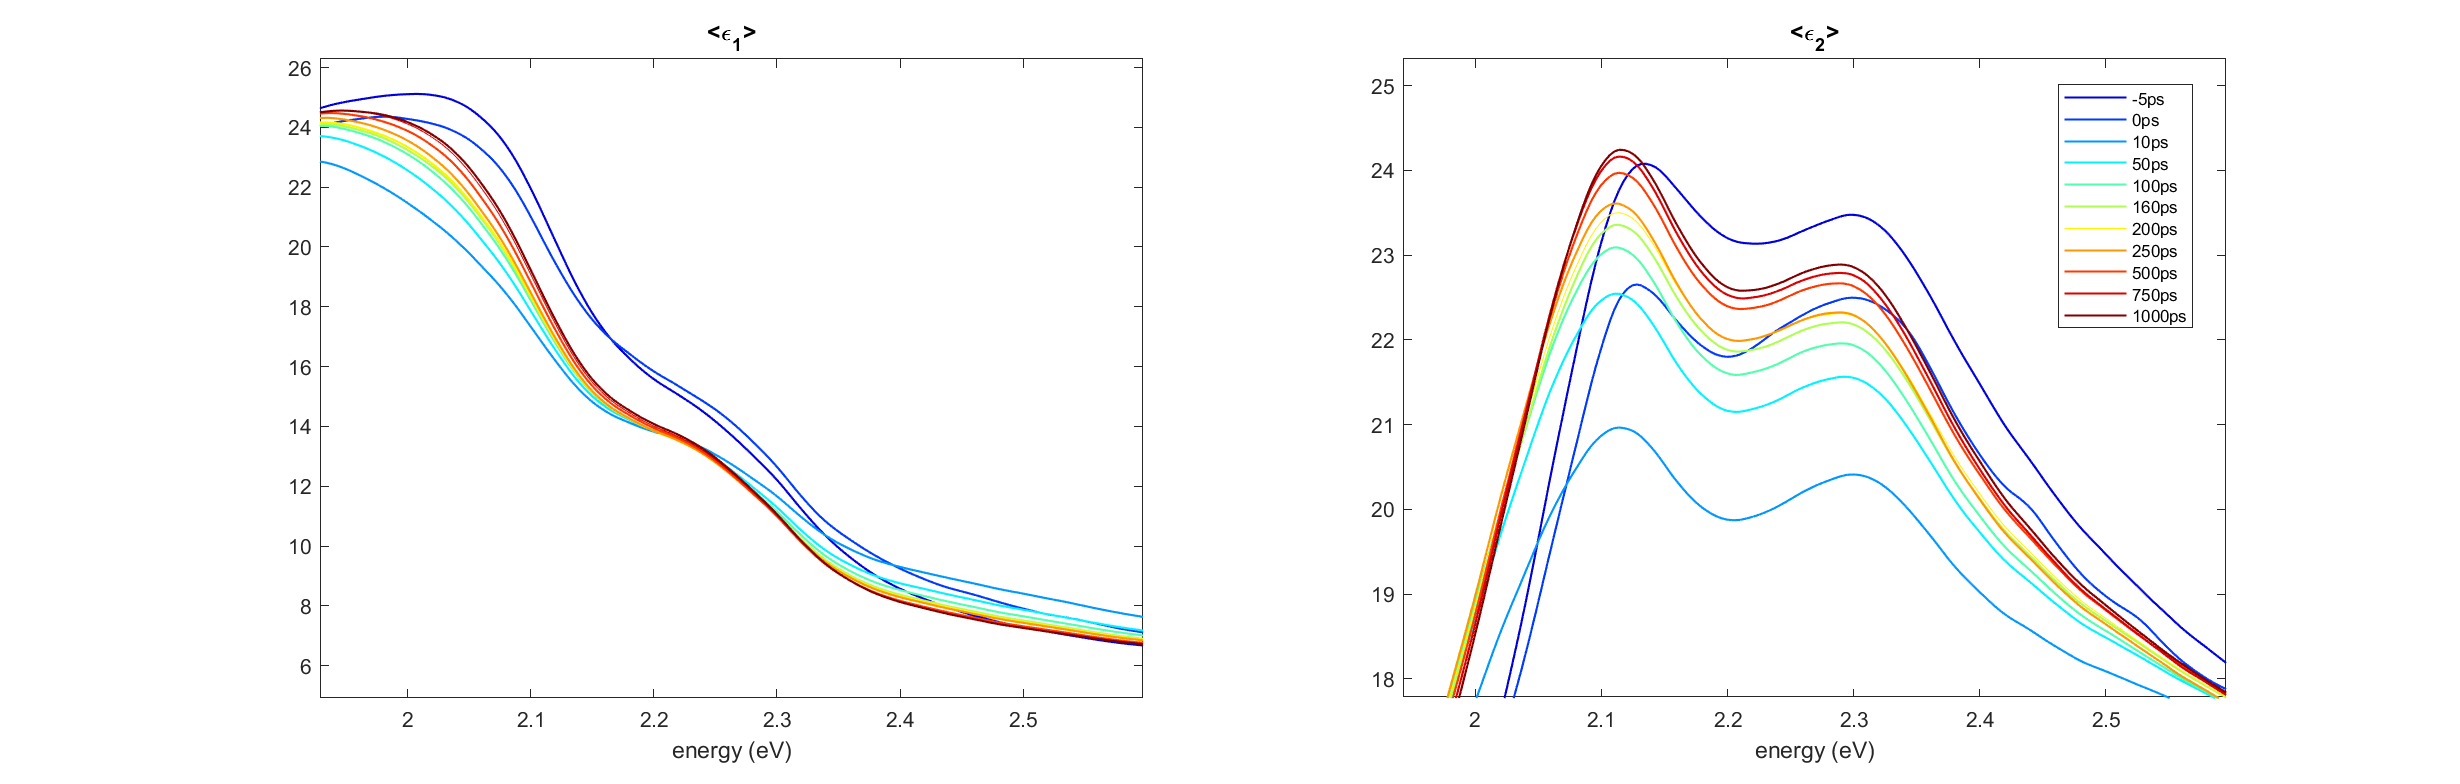 <ϵ1>
26
24
22
20
18
16
14
12
10
8
6
2 2.1 2.2 2.3 2.4 2.5
energy (eV)
<ϵ2>
25
24
23
22
21
20
19
18
2 2.1 2.2 2.3 2.4 2.5
energy (eV)
-5ps
0ps
10ps
50ps
100ps
160ps
200ps
250ps
500ps
750ps
1000ps